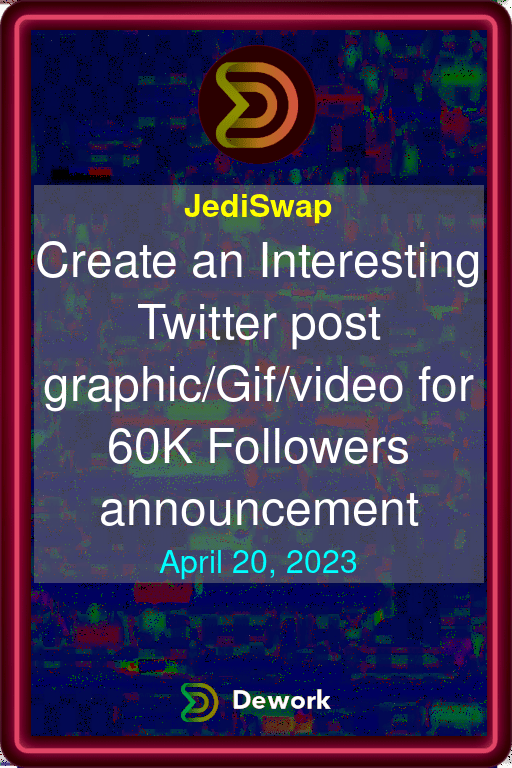 JediSwap
Create an Interesting
Twitter post
graphic/Gif/video for
60K Followers
announcement
April 20, 2023
Dework